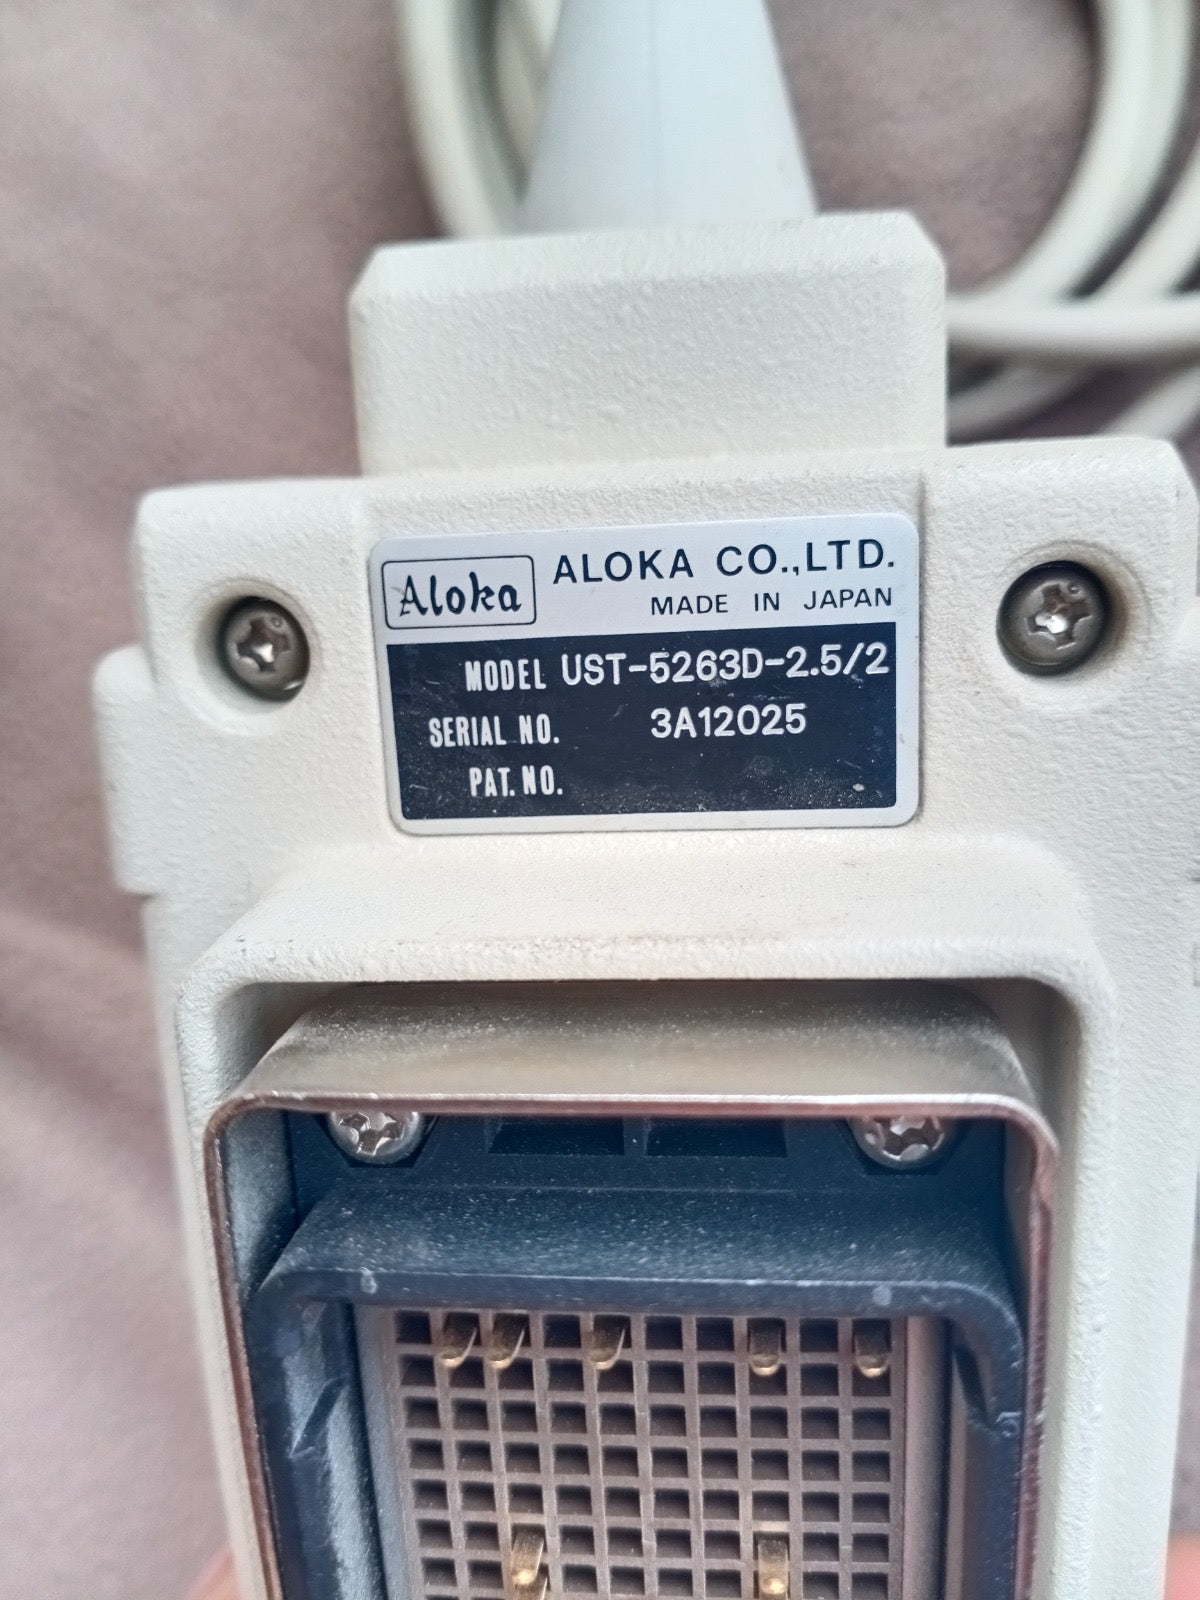 Aloka
ALOKA CO.,LTD.
MADE IN JAPAN
MODEL UST-5263D-2.5/2
SERIAL NO. 3A12025
PAT. NO.